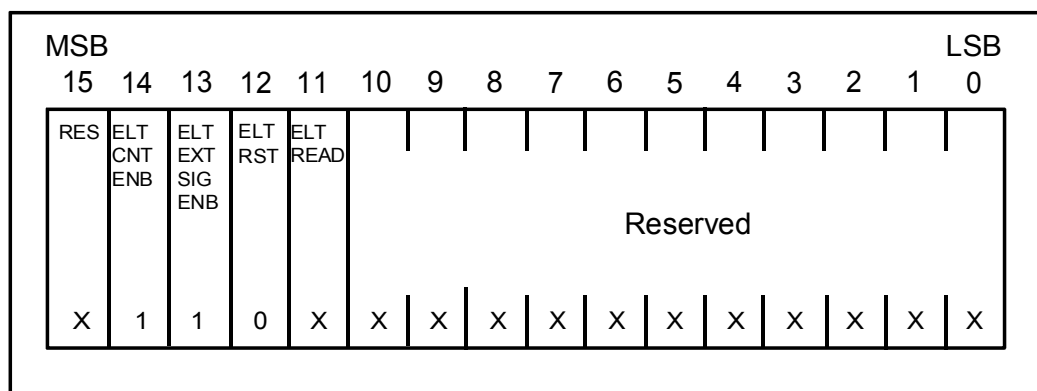 MSB LSB
15 14 13 12 11 10 9 8 7 6 5 4 3 2 1 0
RES ELT ELT ELT ELT
CNT EXT RST READ
ENB SIG
ENB
Reserved
X 1 1 0 X X X X X X X X X X X X